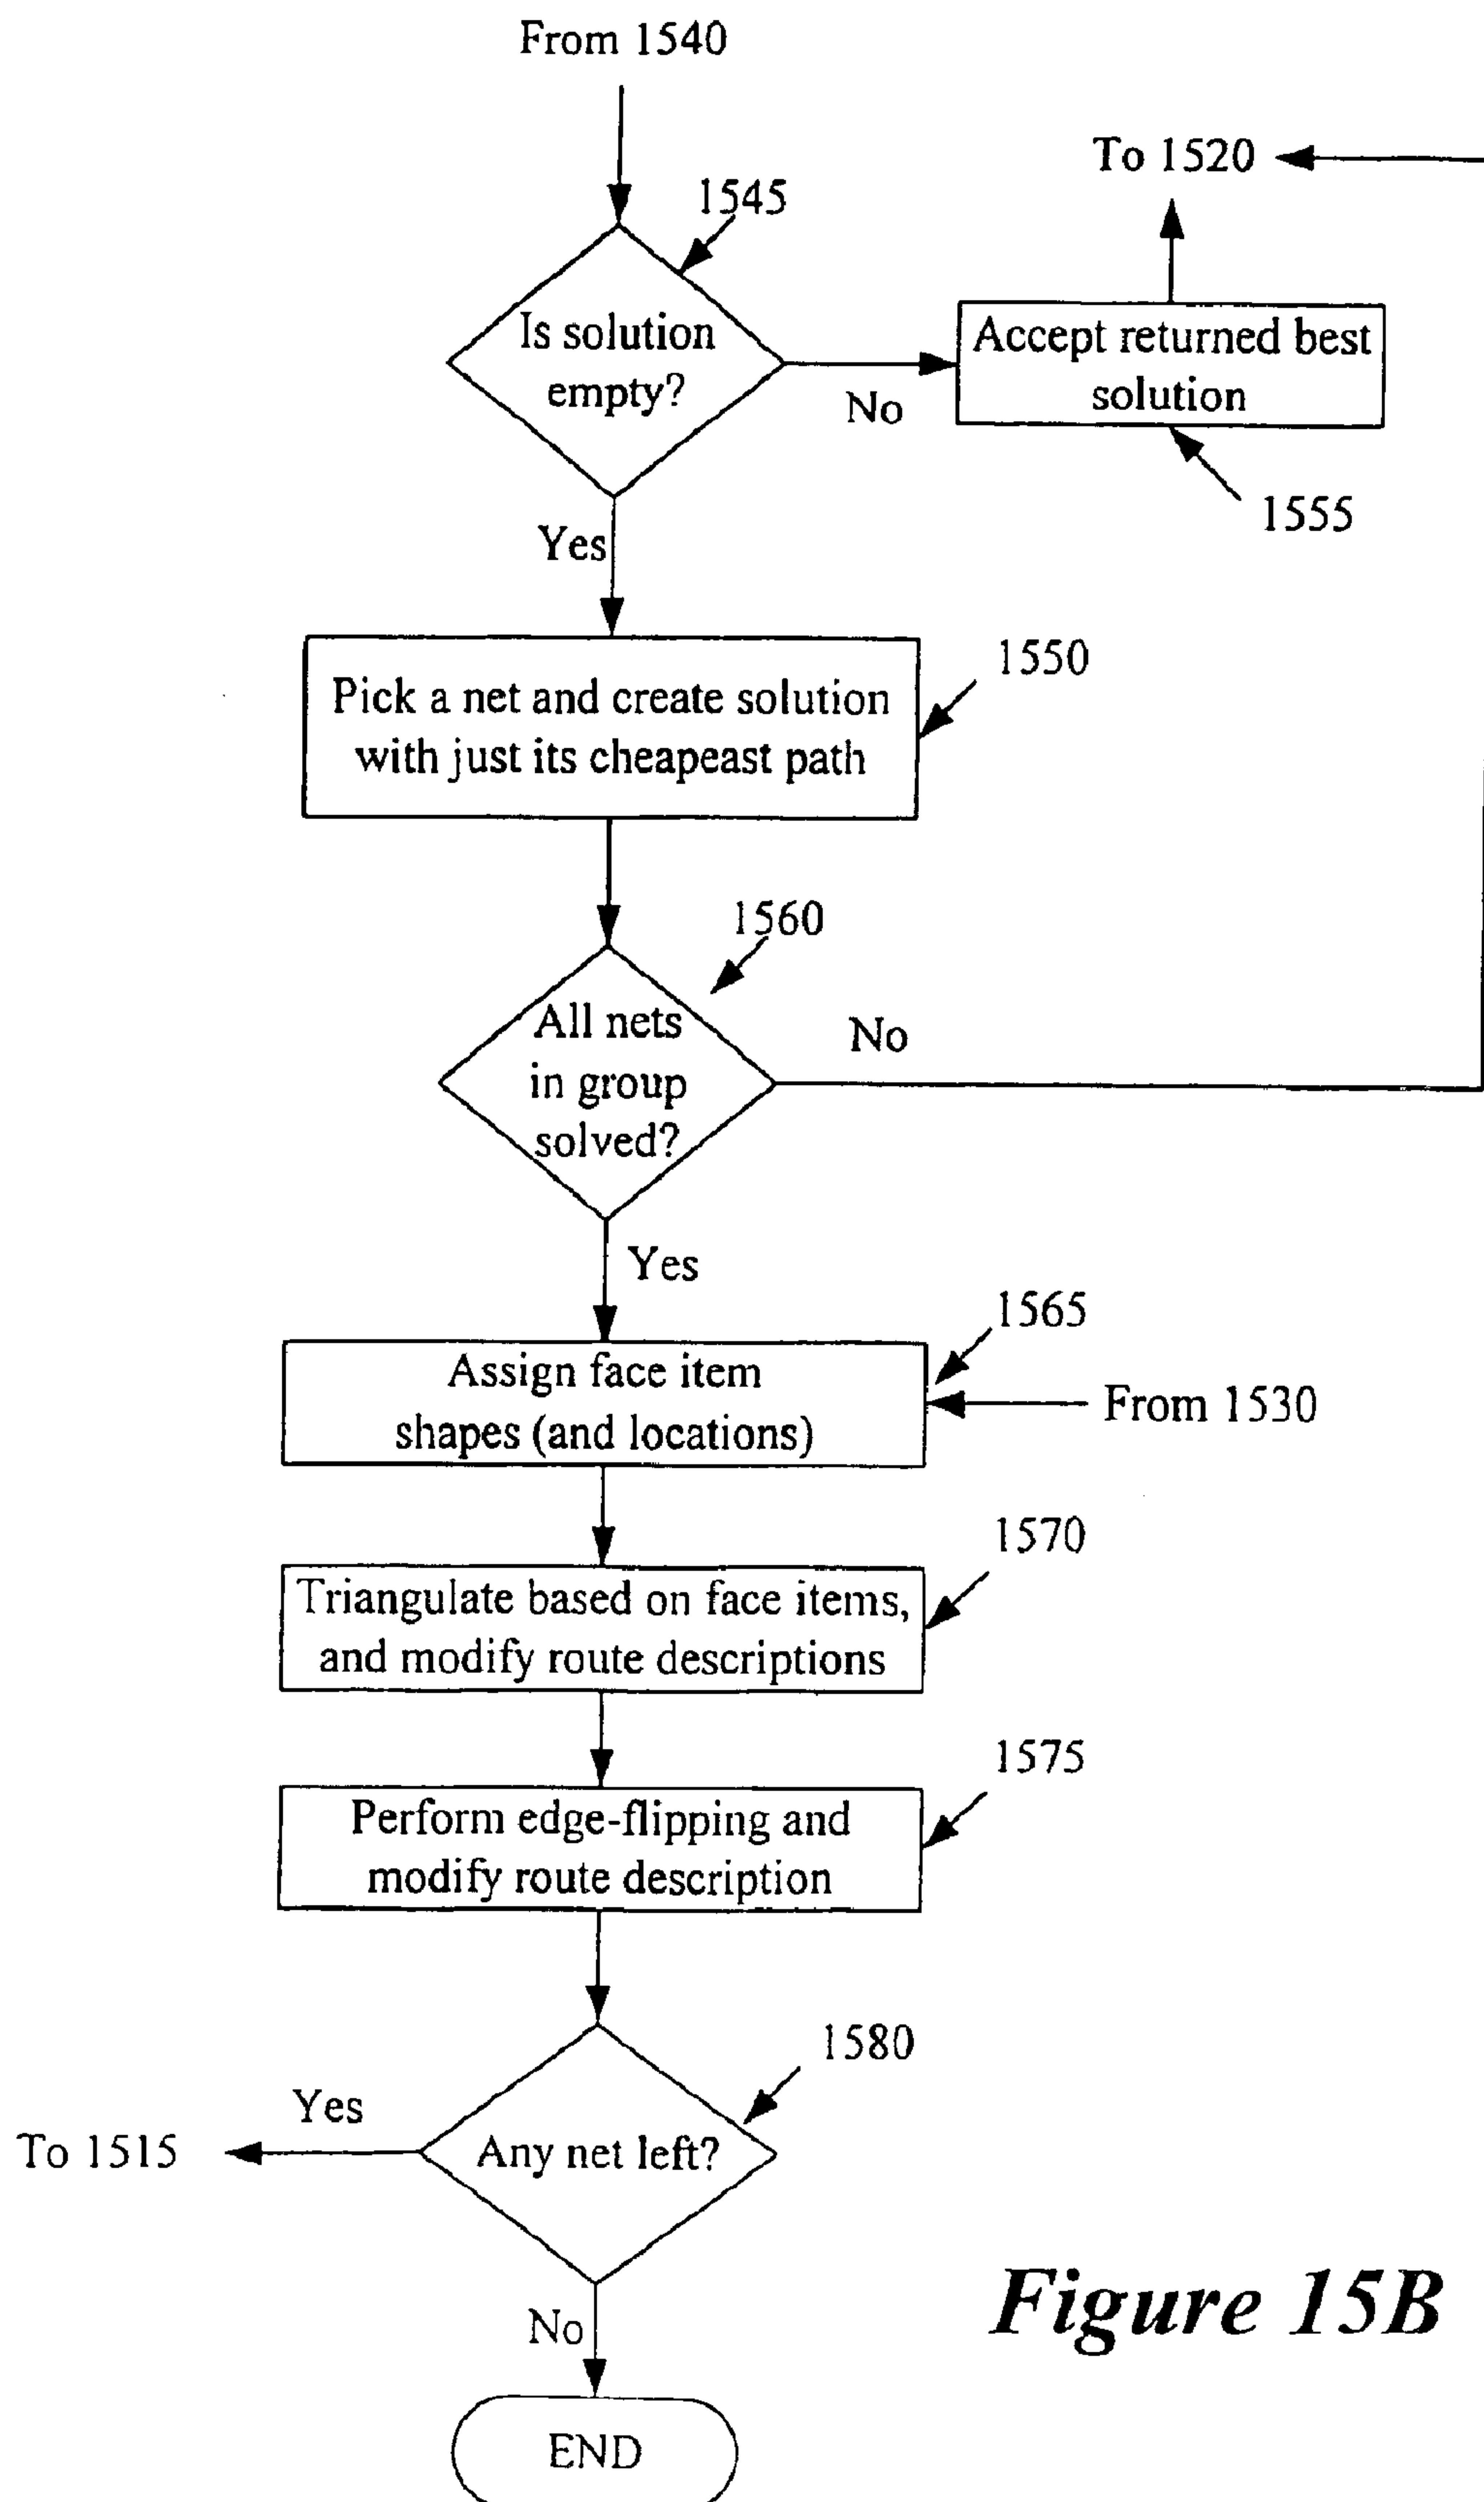 From 1540
To 1520
1545
Is solution
empty?
No
Accept returned best
solution
1555
Yes
1550
Pick a net and create solution
with just its cheapeast path
1560
All nets
in group
solved?
No
Yes
1565
Assign face item
shapes (and locations)
From 1530
1570
Triangulate based on face items,
and modify route descriptions
1575
Perform edge-flipping and
modify route description
1580
Yes
To 1515
Any net left?
No
Figure 15B
END